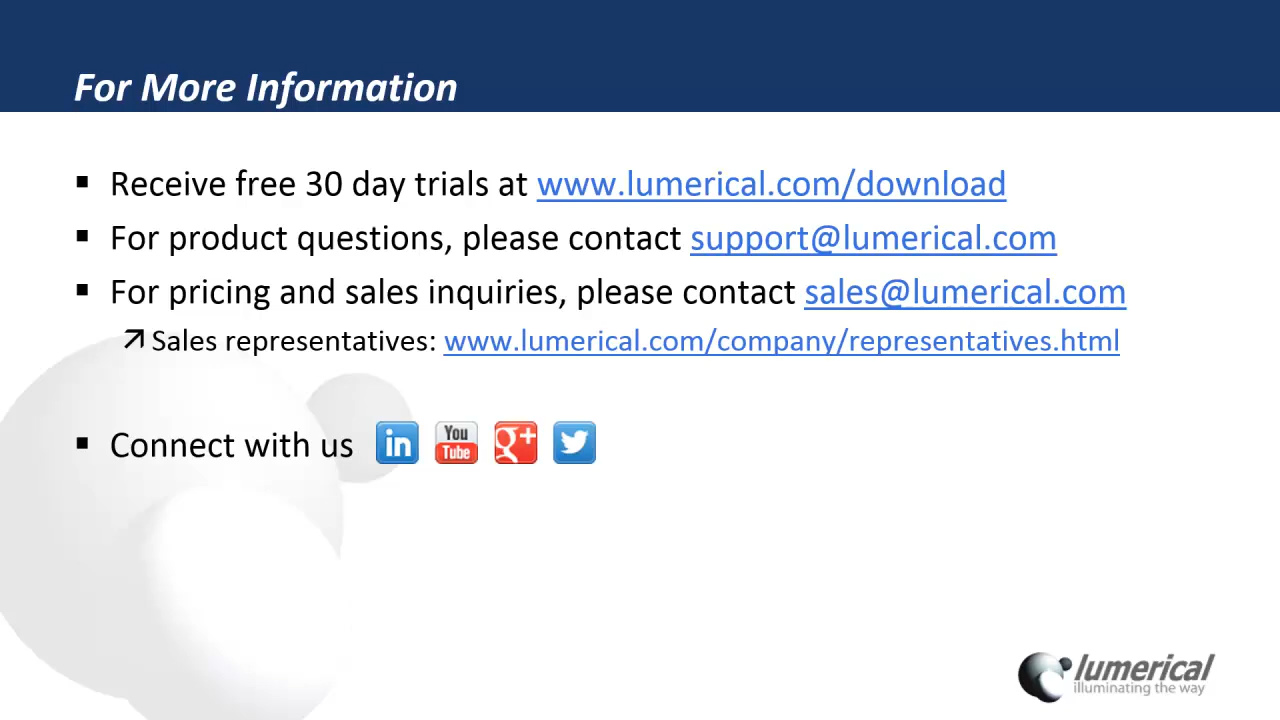 For More Information
Receive free 30 day trials at www.lumerical.com/download
For product questions, please contact support@lumerical.com
For pricing and sales inquiries, please contact sales@lumerical.com
Sales representatives: www.lumerical.com/company/representatives.html
Connect with us in You Tube g+
lumerical
illuminating the way